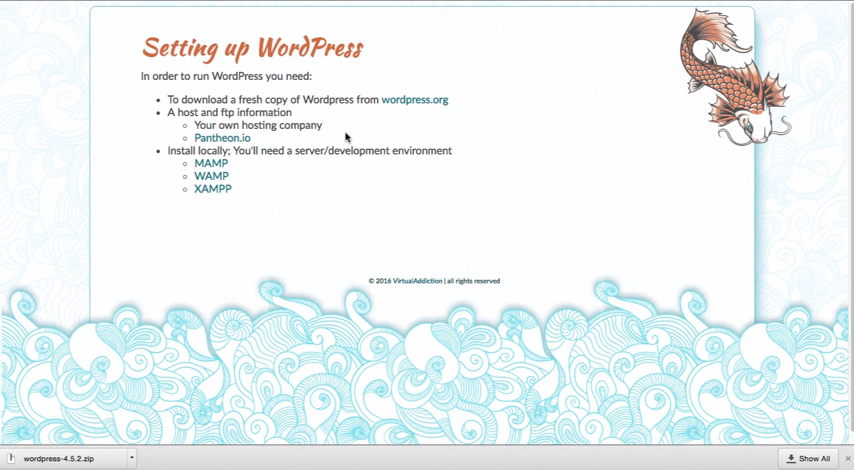 Setting up WordPress
In order to run WordPress you need:
To download a fresh copy of Wordpress from wordpress.org
A host and ftp information
Your own hosting company
Pantheon.io
Install locally; You'll need a server/development environment
MAMP
WAMP
XAMPP
© 2016 VirtualAddiction | all rights reserved
wordpress-4.5.2.zip
Show All